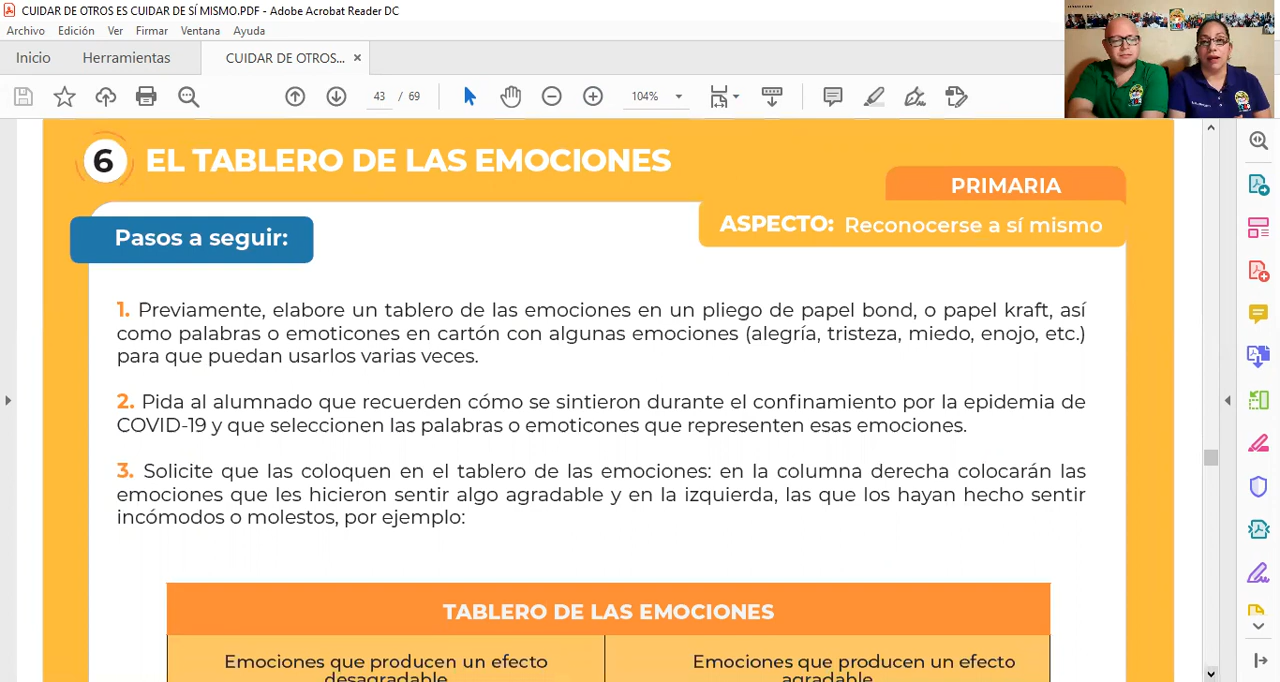 CUIDAR DE OTROS ES CUIDAR DE SÍ MISMO.PDF - Adobe Acrobat Reader DC
Archivo Edición Ver Firmar Ventana Ayuda
Inicio Herramientas CUIDAR DE OTROS... ×
43 / 69 104%
6 EL TABLERO DE LAS EMOCIONES
PRIMARIA
Pasos a seguir:
ASPECTO: Reconocerse a sí mismo
1. Previamente, elabore un tablero de las emociones en un pliego de papel bond, o papel kraft, así
como palabras o emoticones en cartón con algunas emociones (alegría, tristeza, miedo, enojo, etc.)
para que puedan usarlos varias veces.
2. Pida al alumnado que recuerden cómo se sintieron durante el confinamiento por la epidemia de
COVID-19 y que seleccionen las palabras o emoticones que representen esas emociones.
3. Solicite que las coloquen en el tablero de las emociones: en la columna derecha colocarán las
emociones que les hicieron sentir algo agradable y en la izquierda, las que los hayan hecho sentir
incómodos o molestos, por ejemplo:
TABLERO DE LAS EMOCIONES
Emociones que producen un efecto
desagradable
Emociones que producen un efecto
agradable